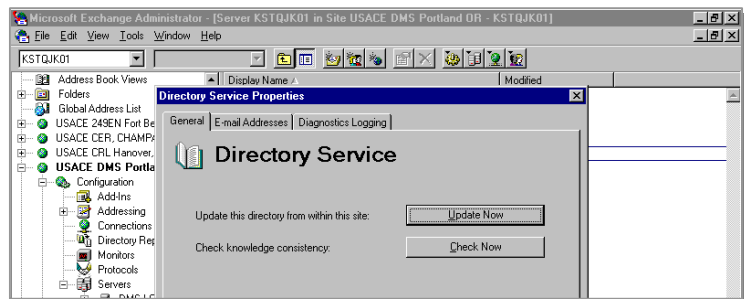 Microsoft Exchange Administrator - [Server KSTQJK01 in Site USACE DMS Portland OR - KSTQJK01]
File Edit View Tools Window Help
KSTQJK01
Address Book Views
Display Name
Modified
Folders
Directory Service Properties
Global Address List
USACE 249EN Fort Be
General E-mail Addresses Diagnostics Logging
USACE CER, CHAMPA
USACE CRL Hanover,
Directory Service
USACE DMS Portla
Configuration
Add-Ins
Addressing
Update this directory from within this site: Update Now
Connections
Directory Rep
Check knowledge consistency: Check Now
Monitors
Protocols
Servers